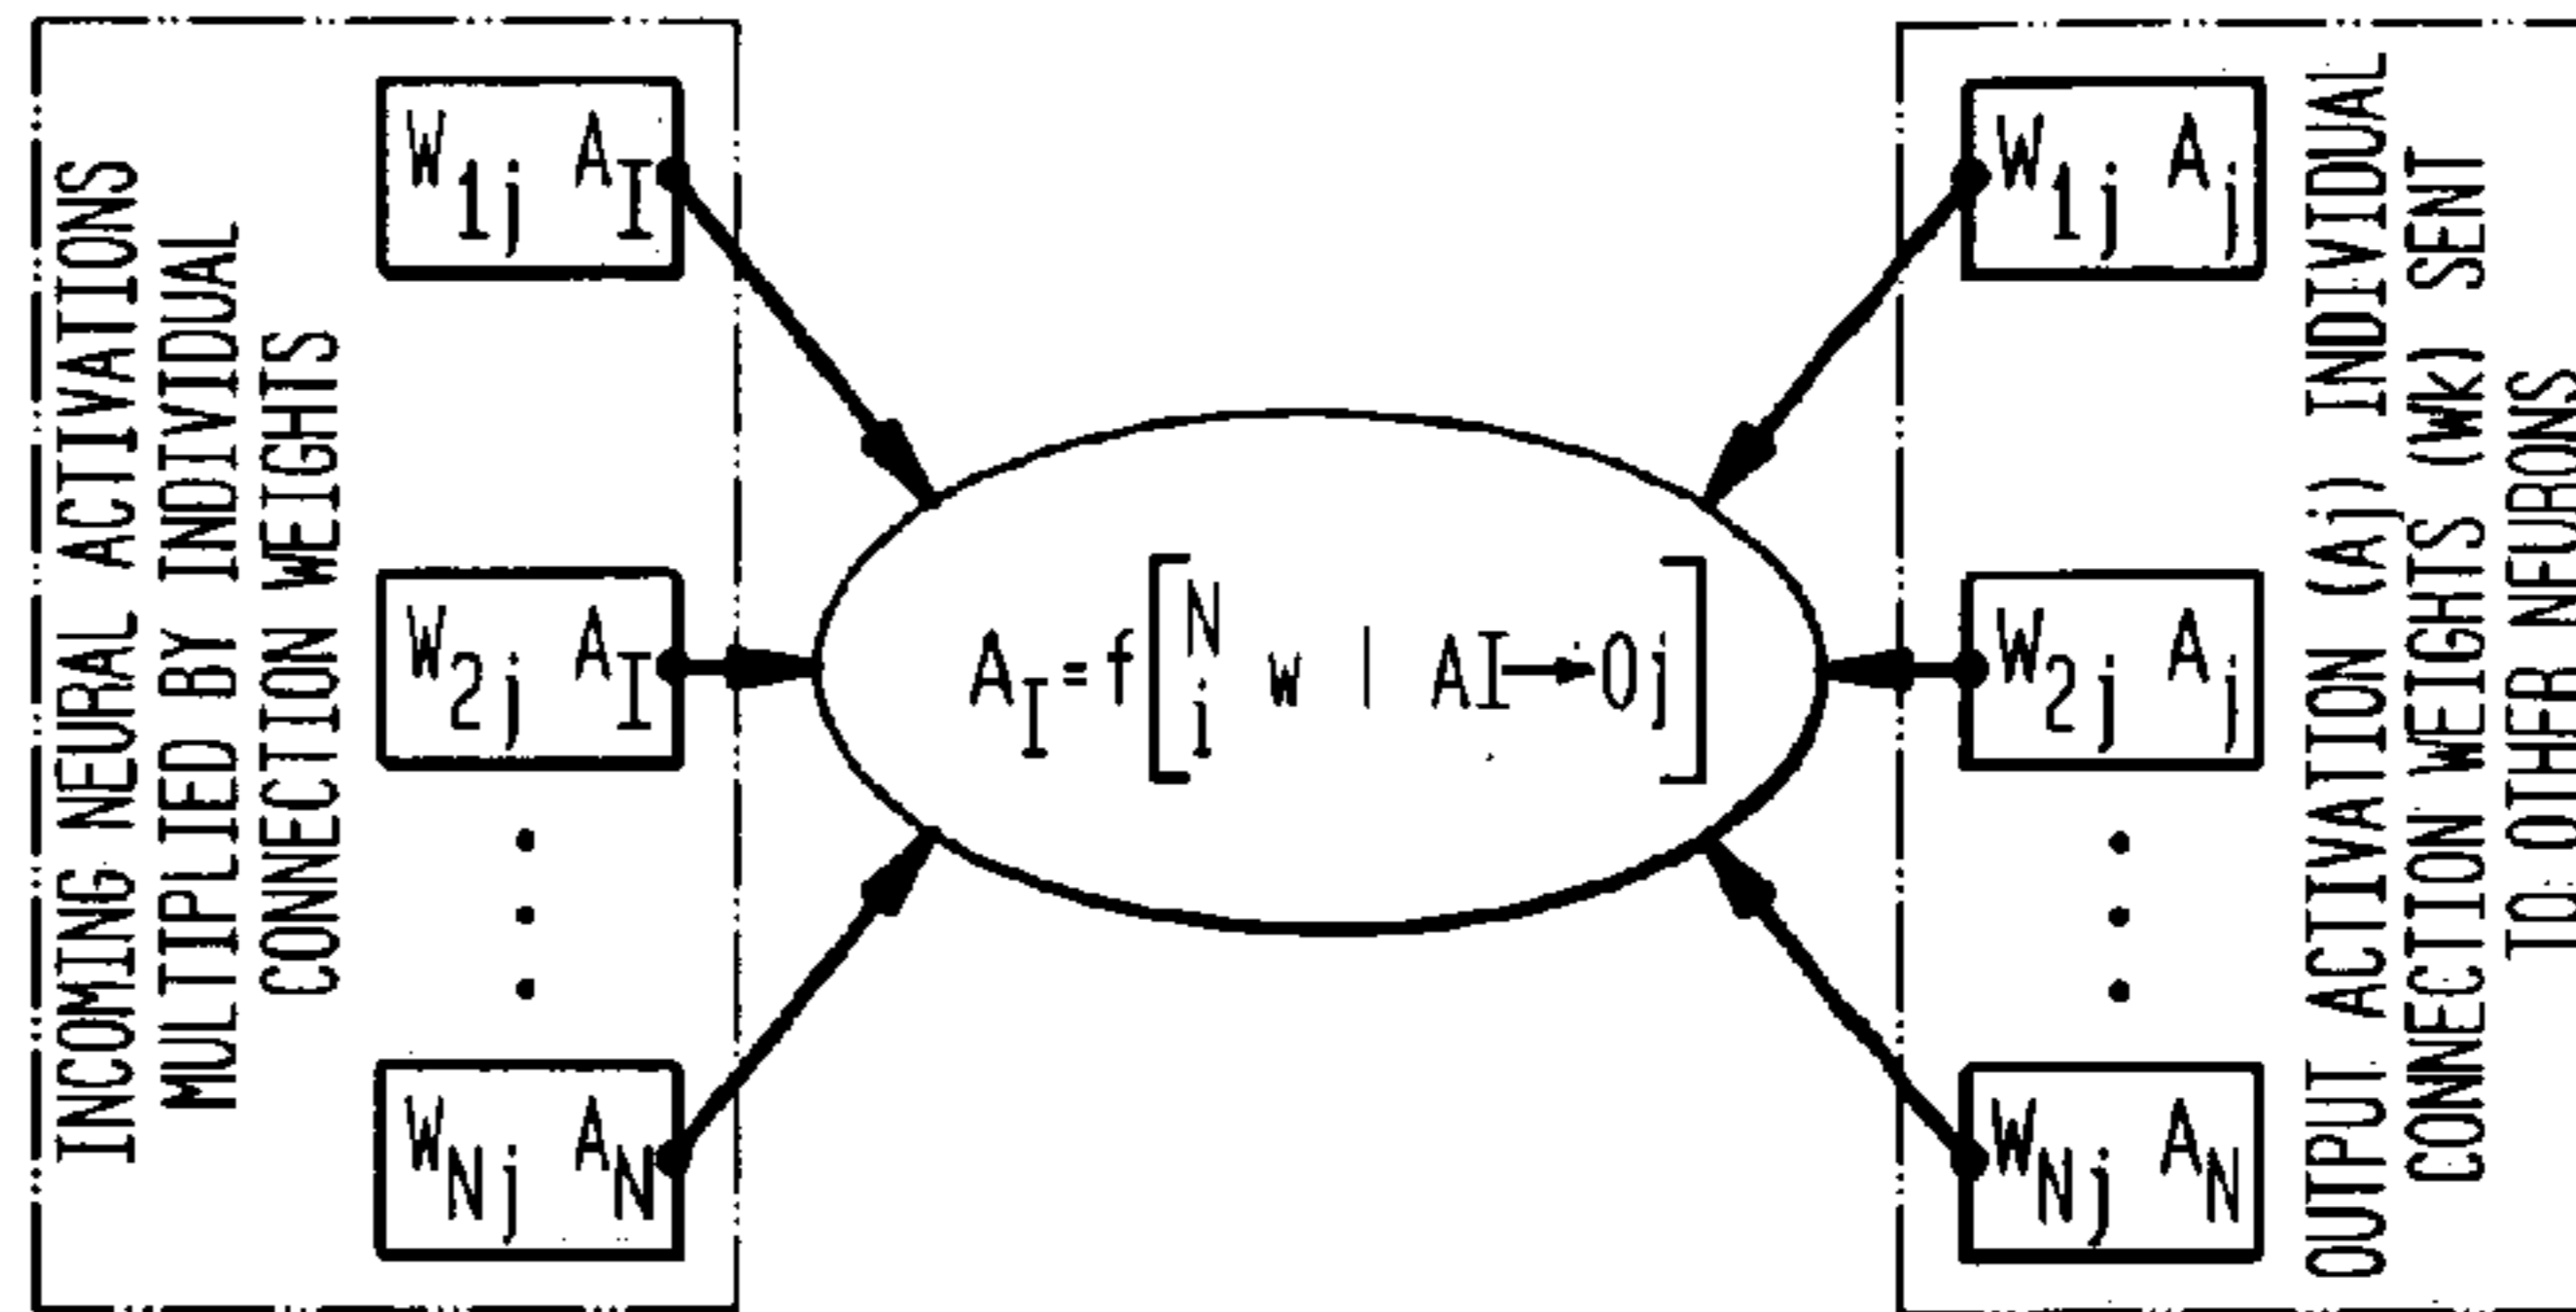 INCOMING NEURAL ACTIVATIONS
MULTIPLIED BY INDIVIDUAL
CONNECTION WEIGHTS
W1j AI
W2j AI
WNj AN
AI=f[N i w | AI→0j]
W1j Aj
W2j Aj
WNj AN
OUTPUT ACTIVATION (Aj) INDIVIDUAL
CONNECTION WEIGHTS (Wk) SENT
TO OTHER NEURONS